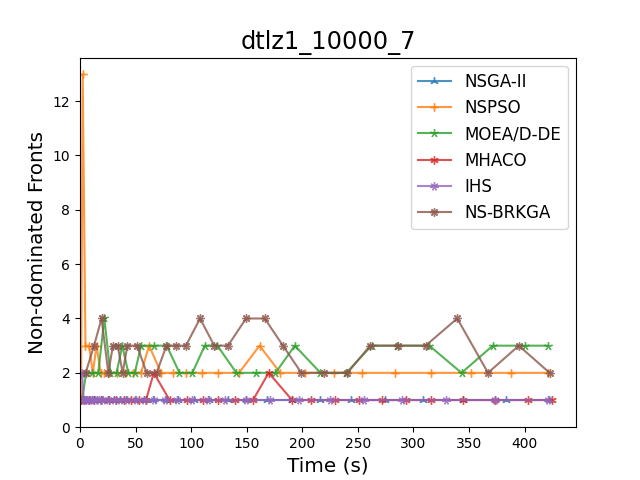 dtlz1_10000_7
Non-dominated Fronts
12
10
8
6
4
2
0
0 50 100 150 200 250 300 350 400
Time (s)
NSGA-II
NSPSO
MOEA/D-DE
MHACO
IHS
NS-BRKGA